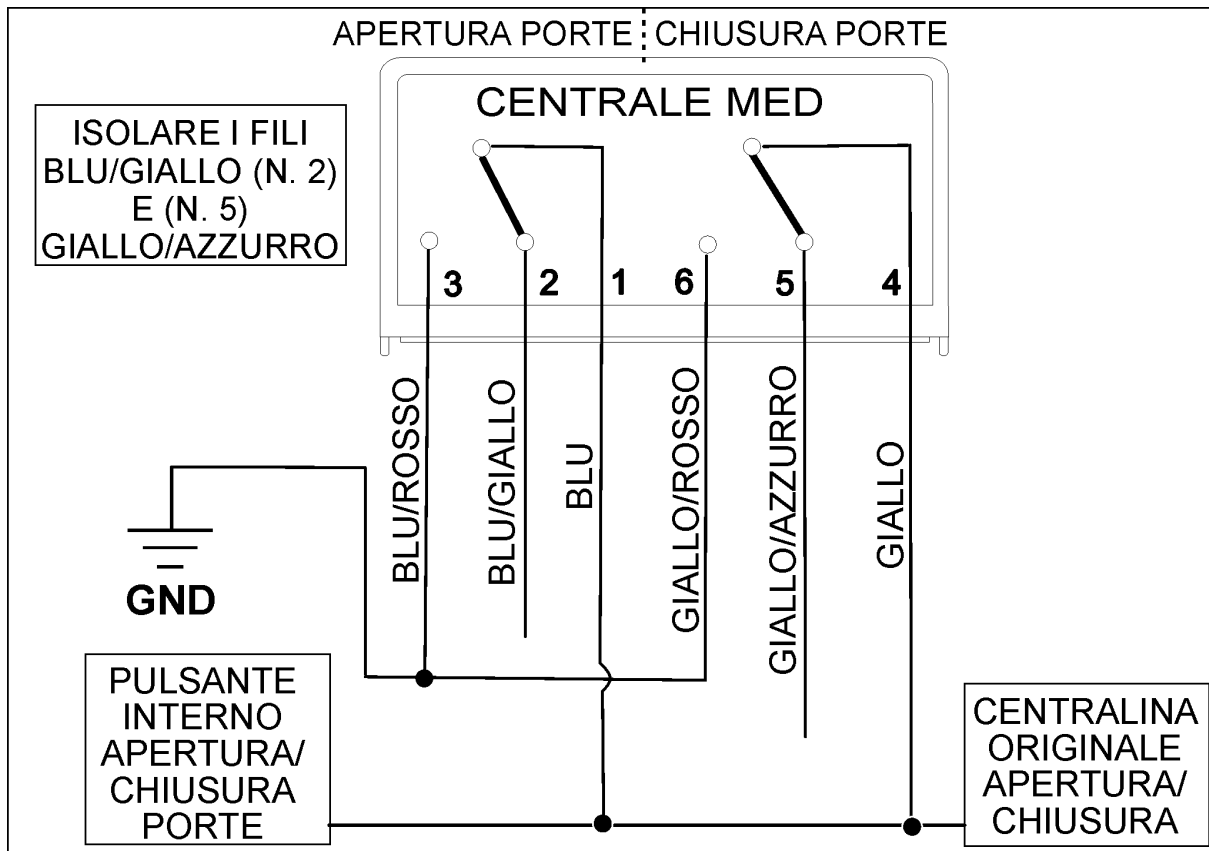 APERTURA PORTE CHIUSURA PORTE
CENTRALE MED
ISOLARE I FILI
BLU/GIALLO (N. 2)
E (N. 5)
GIALLO/AZZURRO
3 2 1 6 5 4
BLU/ROSSO
BLU/GIALLO
BLU
GIALLO/ROSSO
GIALLO/AZZURRO
GIALLO
GND
PULSANTE
INTERNO
APERTURA/
CHIUSURA
PORTE
CENTRALINA
ORIGINALE
APERTURA/
CHIUSURA